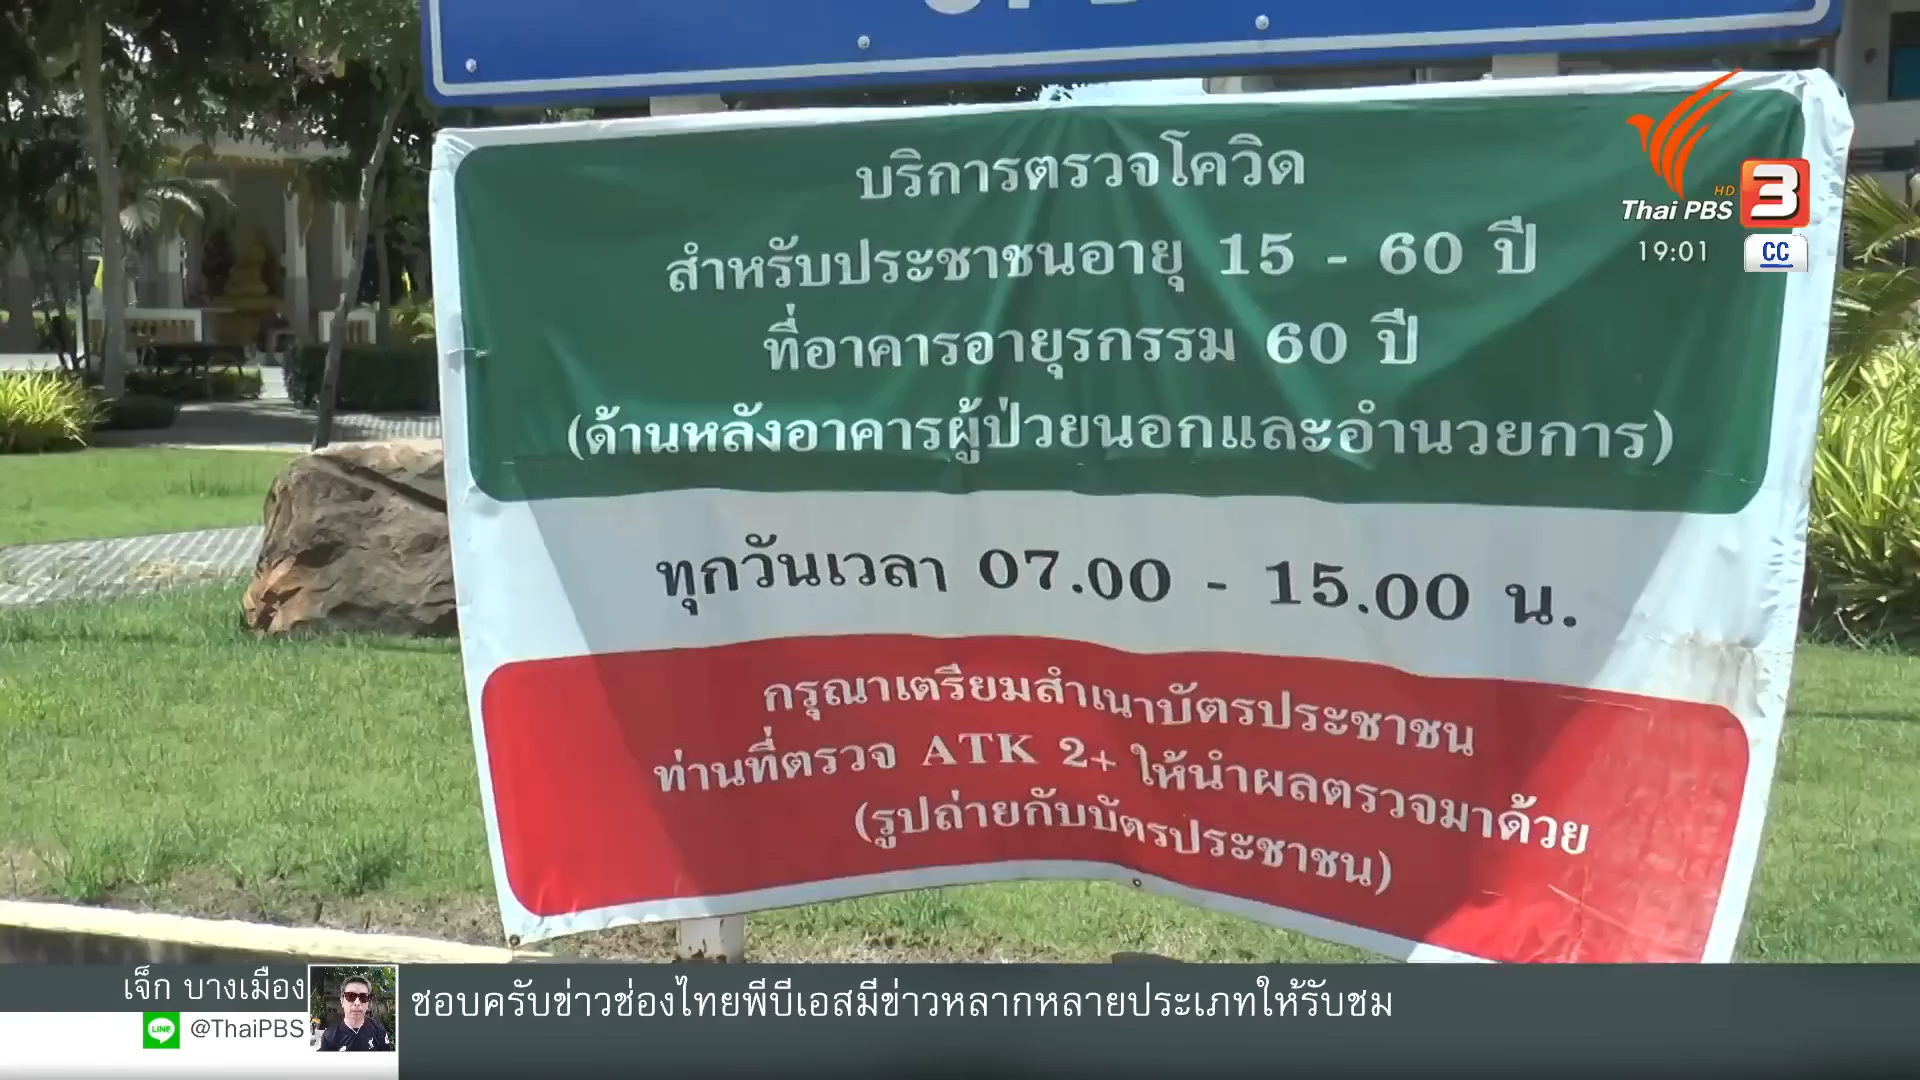 บริการตรวจโควิด
สำหรับประชาชนอายุ 15 - 60 ปี
ที่อาคารอายุรกรรม 60 ปี
(ด้านหลังอาคารผู้ป่วยนอกและอำนวยการ)
ทุกวันเวลา 07.00 - 15.00 น.
กรุณาเตรียมสำเนาบัตรประชาชน
ท่านที่ตรวจ ATK 2+ ให้นำผลตรวจมาด้วย
(รูปถ่ายกับบัตรประชาชน)
HD
Thai PBS 3
19:01 CC
เจ็ก บางเมือง
LINE @ThaiPBS
ชอบครับข่าวช่องไทยพีบีเอสมีข่าวหลากหลายประเภทให้รับชม